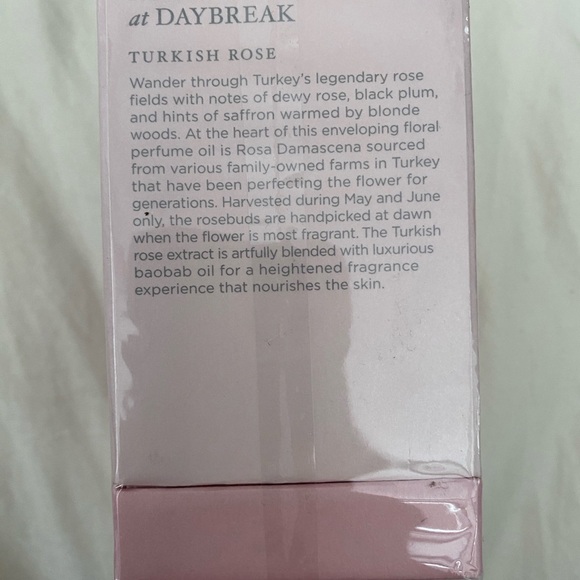 at DAYBREAK
TURKISH ROSE
Wander through Turkey's legendary rose
fields with notes of dewy rose, black plum,
and hints of saffron warmed by blonde
woods. At the heart of this enveloping floral
perfume oil is Rosa Damascena sourced
from various family-owned farms in Turkey
that have been perfecting the flower for
generations. Harvested during May and June
only, the rosebuds are handpicked at dawn
when the flower is most fragrant. The Turkish
rose extract is artfully blended with luxurious
baobab oil for a heightened fragrance
experience that nourishes the skin.